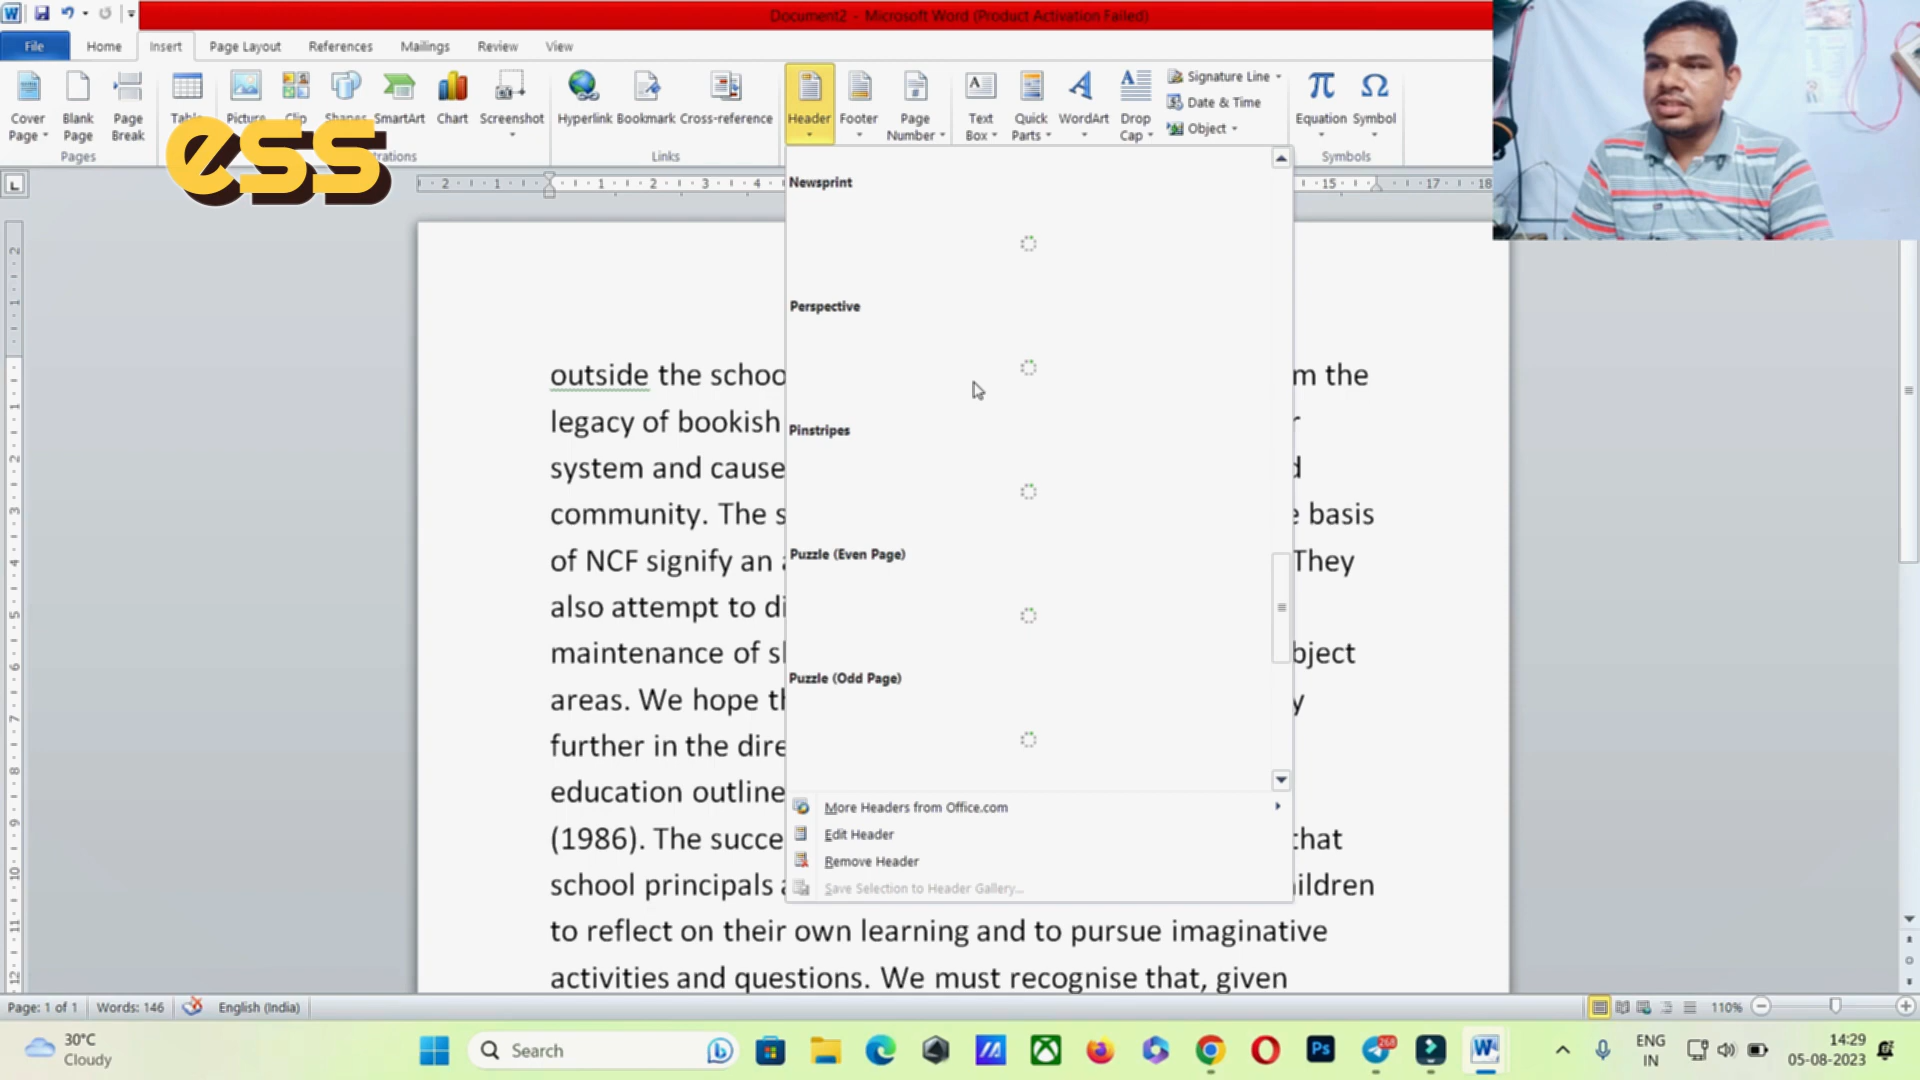 Document2 - Microsoft Word (Product Activation Failed)
File Home Insert Page Layout References Mailings Review View
Cover Page
Blank Page
Page Break
Pages
Picture
SmartArt
Chart
Screenshot
Hyperlink
Bookmark
Cross-reference
Links
Header
Footer
Page Number
Text Box
Quick Parts
WordArt
Drop Cap
Signature Line
Date & Time
Object
Equation
Symbol
Symbols
ess
Newsprint
Perspective
Pinstripes
Puzzle (Even Page)
Puzzle (Odd Page)
More Headers from Office.com
Edit Header
Remove Header
Save Selection to Header Gallery...
outside the schoo m the
legacy of bookish
system and cause
community. The s e basis
of NCF signify an They
also attempt to di
maintenance of bject
areas. We hope th y
further in the dire
education outline
(1986). The succe that
school principals ildren
to reflect on their own learning and to pursue imaginative
activities and questions. We must recognise that, given
Page: 1 of 1 Words: 146 English (India) 110%
30°C
Cloudy
Search
268
ENG
IN
14:29
05-08-2023